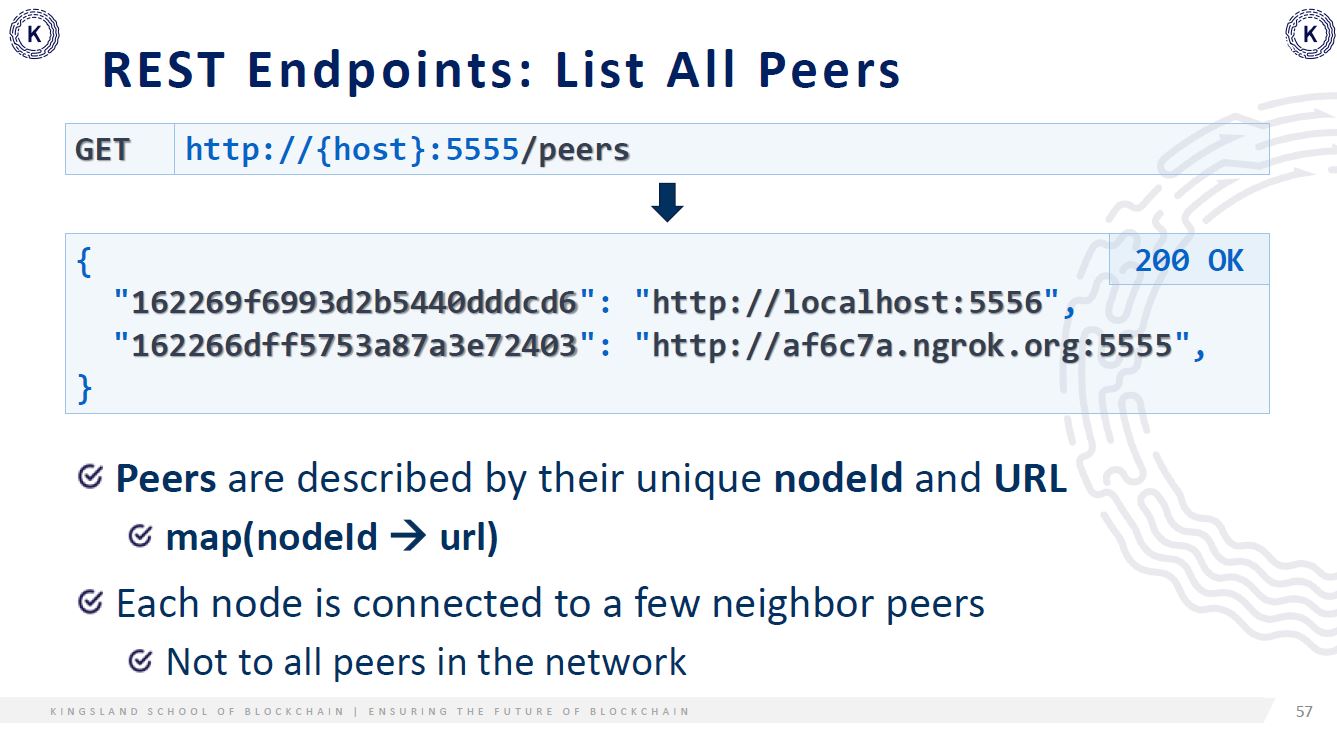 K
K
REST Endpoints: List All Peers
GET http://{host}:5555/peers
{
200 OK
"162269f6993d2b5440dddcd6": "http://localhost:5556",
"162266dff5753a87a3e72403": "http://af6c7a.ngrok.org:5555",
}
Peers are described by their unique nodeId and URL
map(nodeId → url)
Each node is connected to a few neighbor peers
Not to all peers in the network
KINGSLAND SCHOOL OF BLOCKCHAIN | ENSURING THE FUTURE OF BLOCKCHAIN
57